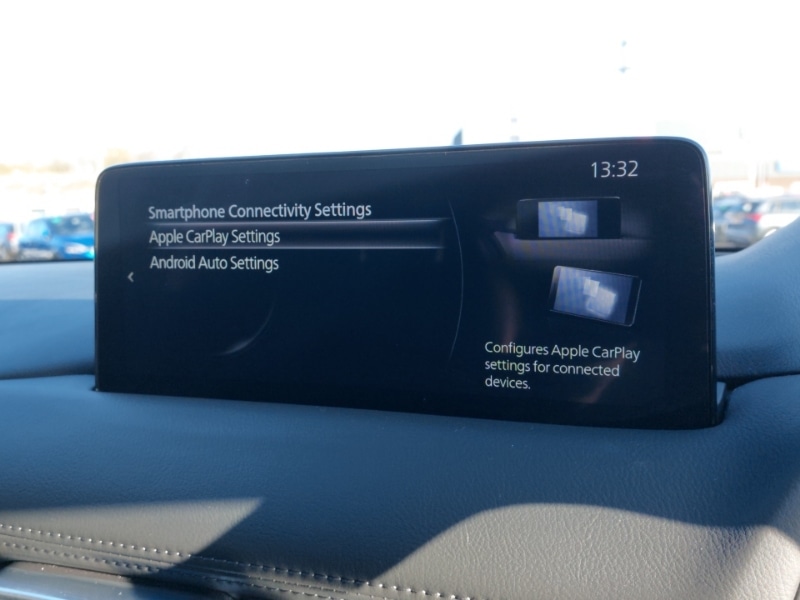 13:32
Smartphone Connectivity Settings
Apple CarPlay Settings
Android Auto Settings
Configures Apple CarPlay
settings for connected
devices.